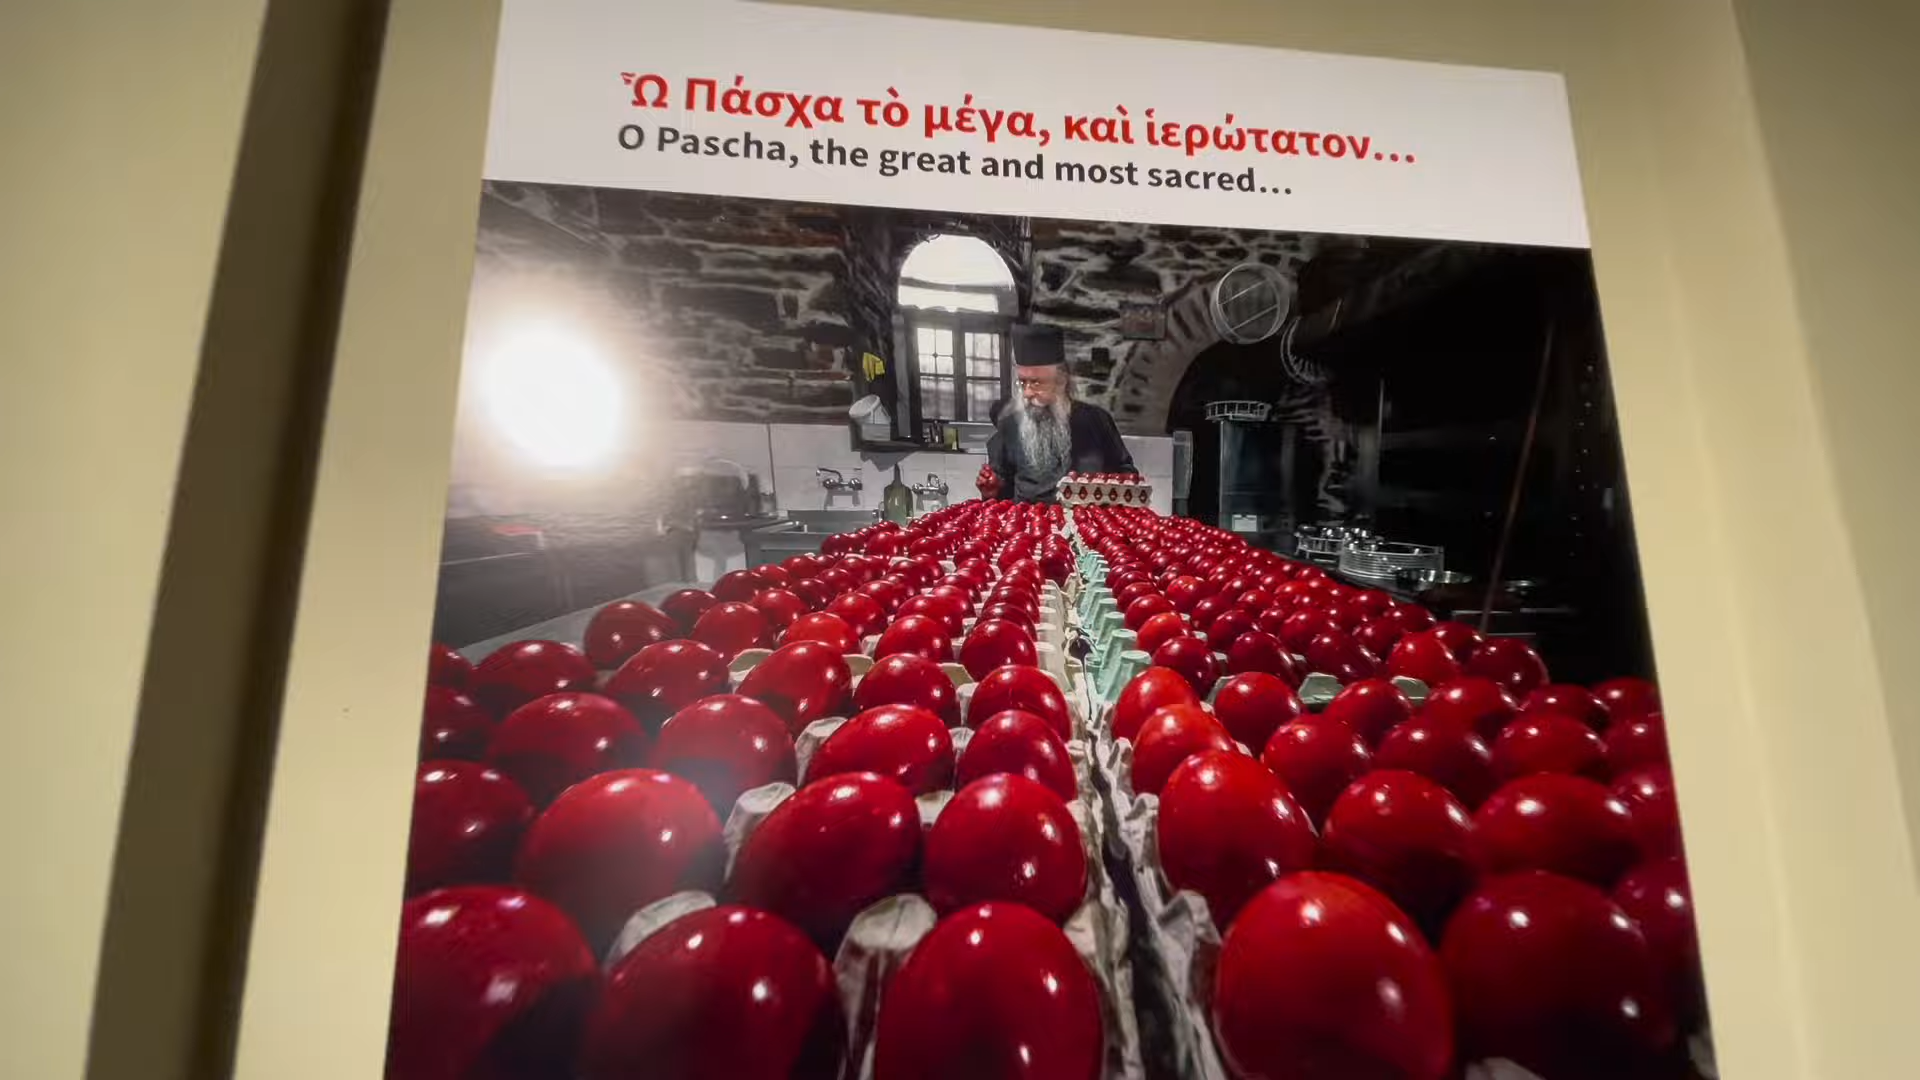 Ὦ Πάσχα τὸ μέγα, καὶ ἱερώτατον...
O Pascha, the great and most sacred...